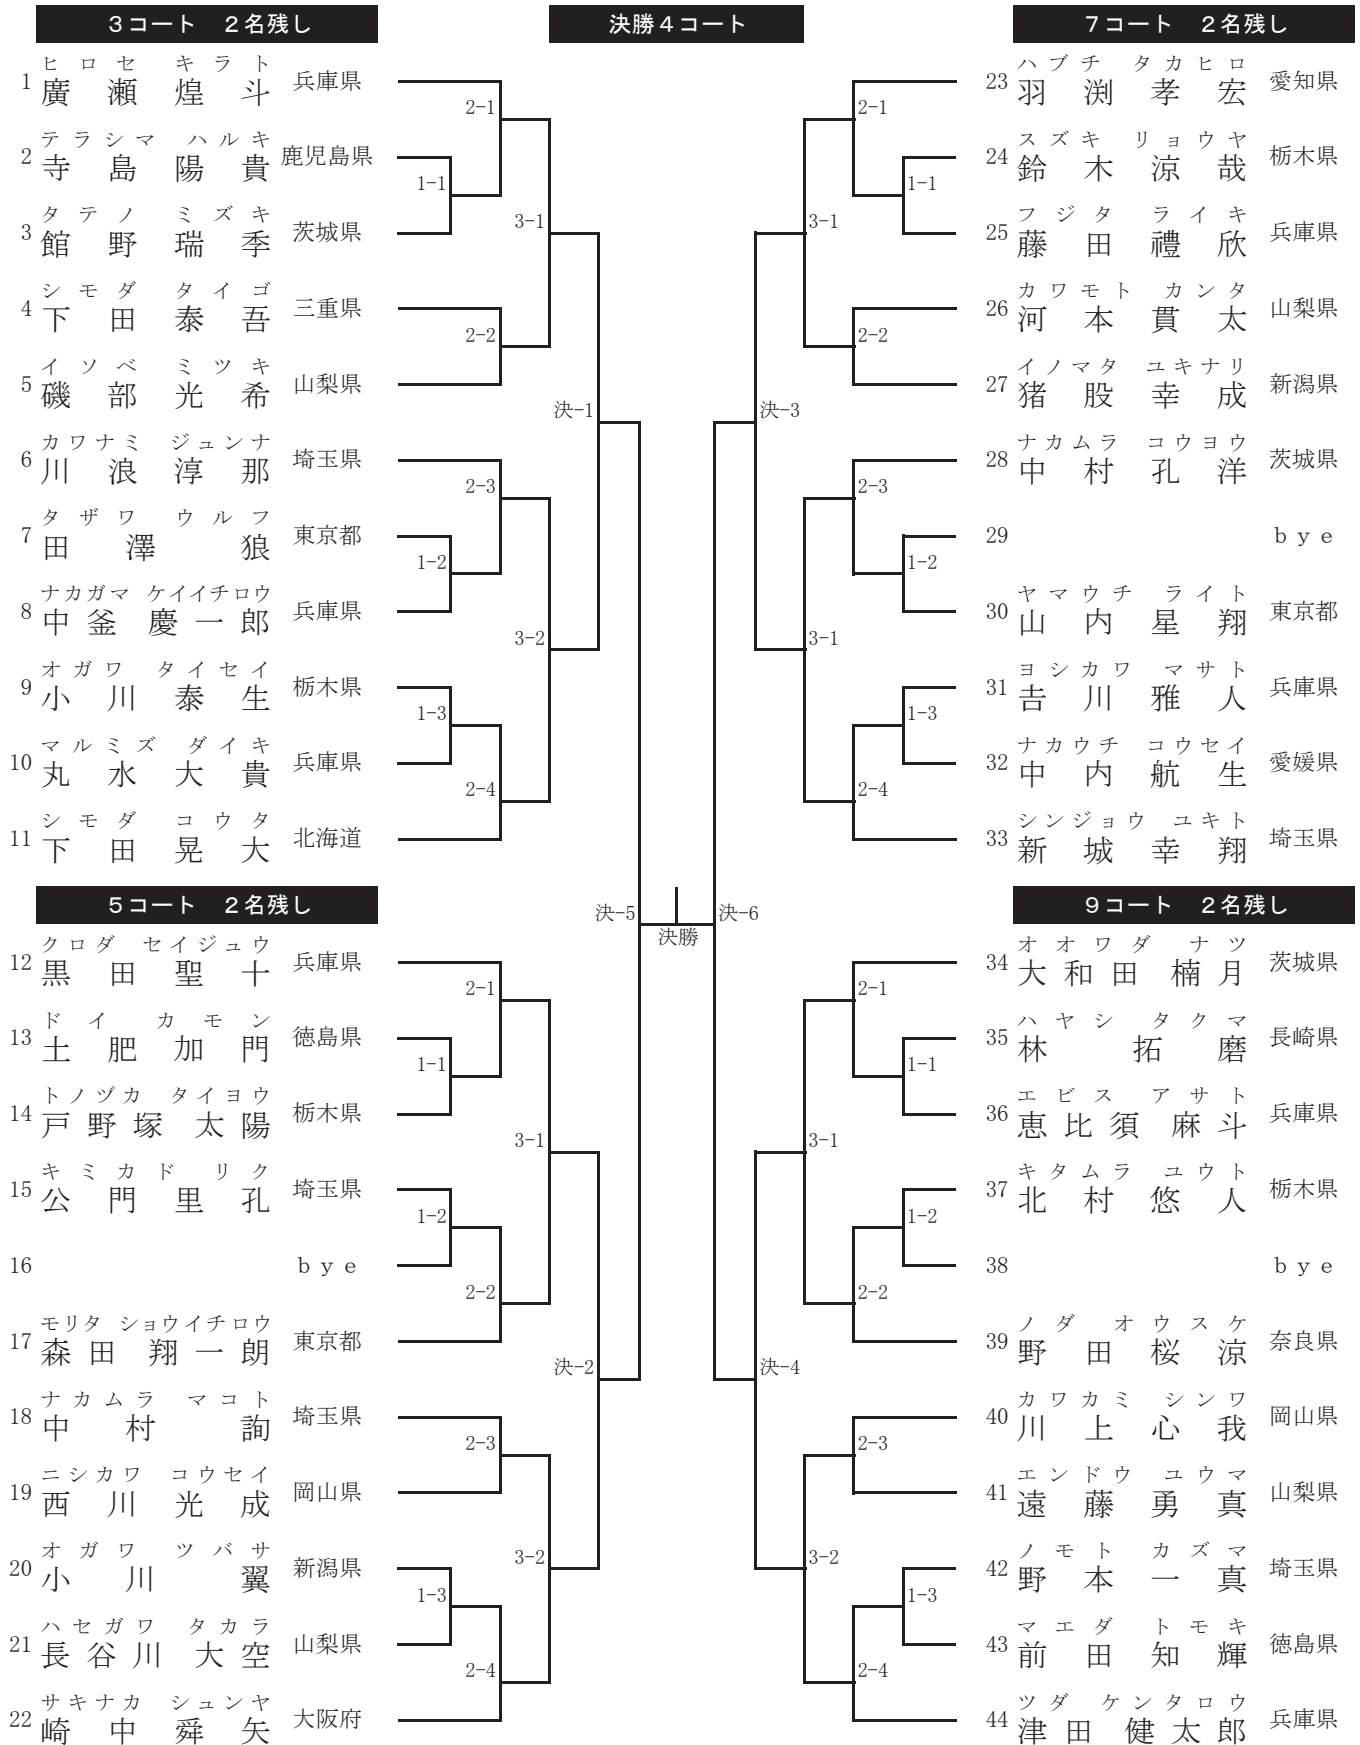 ３コート　２名残し
決勝４コート
７コート　２名残し
ヒロセ　キラト
1 廣瀬　煌斗 兵庫県
テラシマ　ハルキ
2 寺島　陽貴 鹿児島県
タテノ　ミズキ
3 館野　瑞季 茨城県
シモダ　タイゴ
4 下田　泰吾 三重県
イソベ　ミツキ
5 磯部　光希 山梨県
カワナミ　ジュンナ
6 川浪　淳那 埼玉県
タザワ　ウルフ
7 田澤　狼 東京都
ナカガマ　ケイイチロウ
8 中釜　慶一郎 兵庫県
オガワ　タイセイ
9 小川　泰生 栃木県
マルミズ　ダイキ
10 丸水　大貴 兵庫県
シモダ　コウタ
11 下田　晃大 北海道
2-1
1-1
3-1
2-2
決-1
2-3
1-2
3-2
1-3
2-4
ハブチ　タカヒロ
23 羽渕　孝宏 愛知県
スズキ　リョウヤ
24 鈴木　涼哉 栃木県
フジタ　ライキ
25 藤田　禮欣 兵庫県
カワモト　カンタ
26 河本　貫太 山梨県
イノマタ　ユキナリ
27 猪股　幸成 新潟県
ナカムラ　コウヨウ
28 中村　孔洋 茨城県
29 ｂｙｅ
ヤマウチ　ライト
30 山内　星翔 東京都
ヨシカワ　マサト
31 𠮷川　雅人 兵庫県
ナカウチ　コウセイ
32 中内　航生 愛媛県
シンジョウ　ユキト
33 新城　幸翔 埼玉県
2-1
1-1
3-1
2-2
決-3
2-3
1-2
3-1
1-3
2-4
決-5
決勝
決-6
５コート　２名残し
９コート　２名残し
クロダ　セイジュウ
12 黒田　聖十 兵庫県
ドイ　カモン
13 土肥　加門 徳島県
トノヅカ　タイヨウ
14 戸野塚　太陽 栃木県
キミカド　リク
15 公門　里孔 埼玉県
16 ｂｙｅ
モリタ　ショウイチロウ
17 森田　翔一朗 東京都
ナカムラ　マコト
18 中村　詢 埼玉県
ニシカワ　コウセイ
19 西川　光成 岡山県
オガワ　ツバサ
20 小川　翼 新潟県
ハセガワ　タカラ
21 長谷川　大空 山梨県
サキナカ　シュンヤ
22 崎中　舜矢 大阪府
2-1
1-1
3-1
1-2
2-2
決-2
2-3
3-2
1-3
2-4
オオワダ　ナツ
34 大和田　楠月 茨城県
ハヤシ　タクマ
35 林　拓磨 長崎県
エビス　アサト
36 恵比須　麻斗 兵庫県
キタムラ　ユウト
37 北村　悠人 栃木県
38 ｂｙｅ
ノダ　オウスケ
39 野田　桜涼 奈良県
カワカミ　シンワ
40 川上　心我 岡山県
エンドウ　ユウマ
41 遠藤　勇真 山梨県
ノモト　カズマ
42 野本　一真 埼玉県
マエダ　トモキ
43 前田　知輝 徳島県
ツダ　ケンタロウ
44 津田　健太郎 兵庫県
2-1
1-1
3-1
1-2
2-2
決-4
2-3
3-2
1-3
2-4